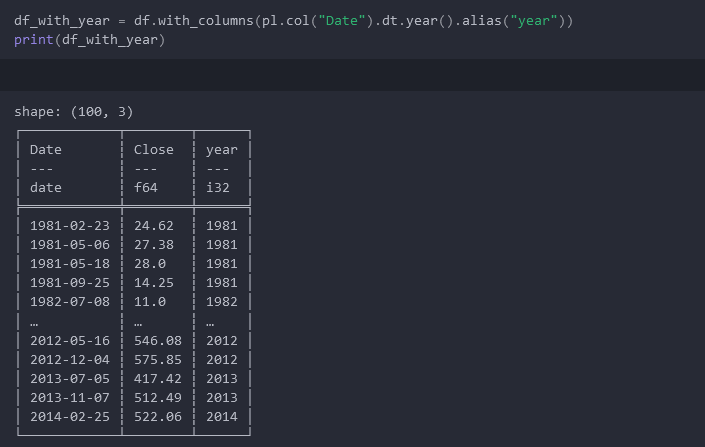 df_with_year = df.with_columns(pl.col("Date").dt.year().alias("year"))
print(df_with_year)
shape: (100, 3)
┌────────────┬────────┬──────┐
│ Date       ┆ Close  ┆ year │
│ ---        ┆ ---    ┆ ---  │
│ date       ┆ f64    ┆ i32  │
╞════════════╪════════╪══════╡
│ 1981-02-23 ┆ 24.62  ┆ 1981 │
│ 1981-05-06 ┆ 27.38  ┆ 1981 │
│ 1981-05-18 ┆ 28.0   ┆ 1981 │
│ 1981-09-25 ┆ 14.25  ┆ 1981 │
│ 1982-07-08 ┆ 11.0   ┆ 1982 │
│ …          ┆ …      ┆ …    │
│ 2012-05-16 ┆ 546.08 ┆ 2012 │
│ 2012-12-04 ┆ 575.85 ┆ 2012 │
│ 2013-07-05 ┆ 417.42 ┆ 2013 │
│ 2013-11-07 ┆ 512.49 ┆ 2013 │
│ 2014-02-25 ┆ 522.06 ┆ 2014 │
└────────────┴────────┴──────┘